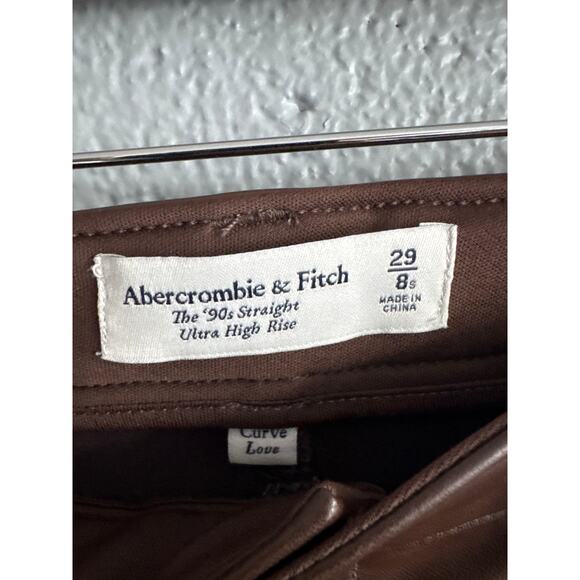 Abercrombie & Fitch
The '90s Straight
Ultra High Rise
29
8s
MADE IN
CHINA
Curve
Love